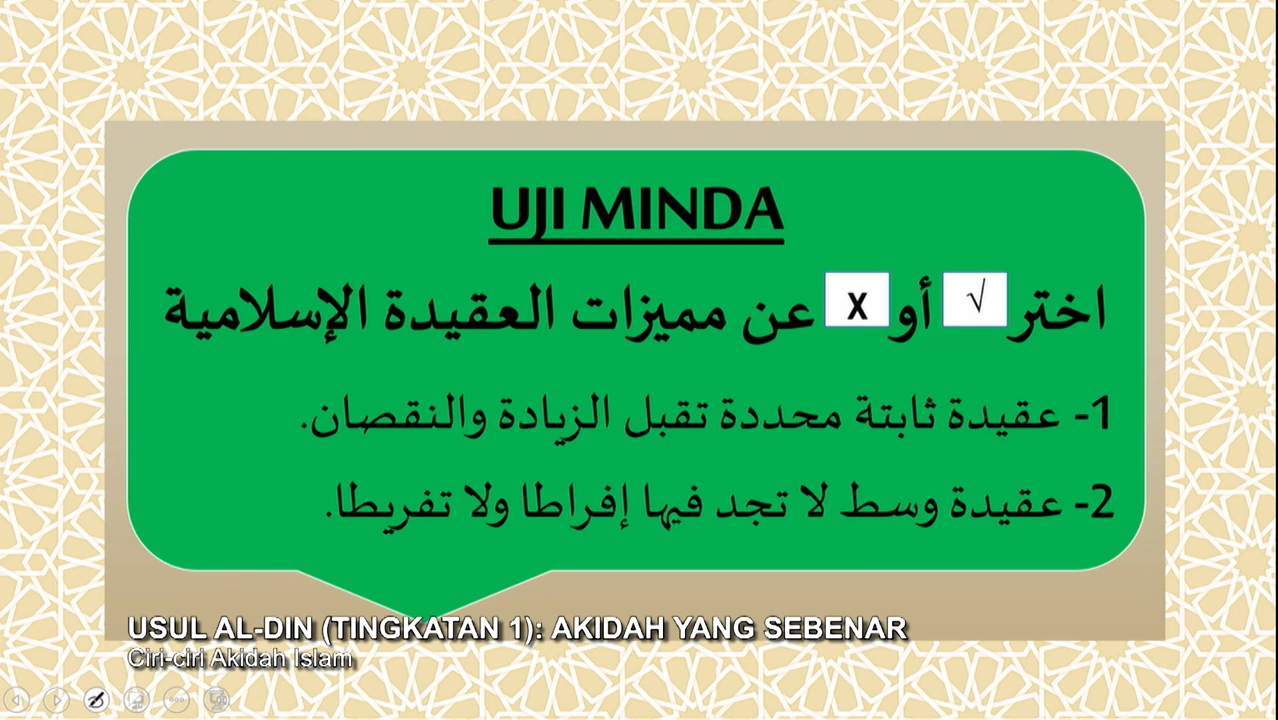 UJI MINDA
اختر √ أو X عن مميزات العقيدة الإسلامية
1- عقيدة ثابتة محددة تقبل الزيادة والنقصان.
2- عقيدة وسط لا تجد فيها إفراطا ولا تفريطا.
USUL AL-DIN (TINGKATAN 1): AKIDAH YANG SEBENAR
Ciri-ciri Akidah Islam